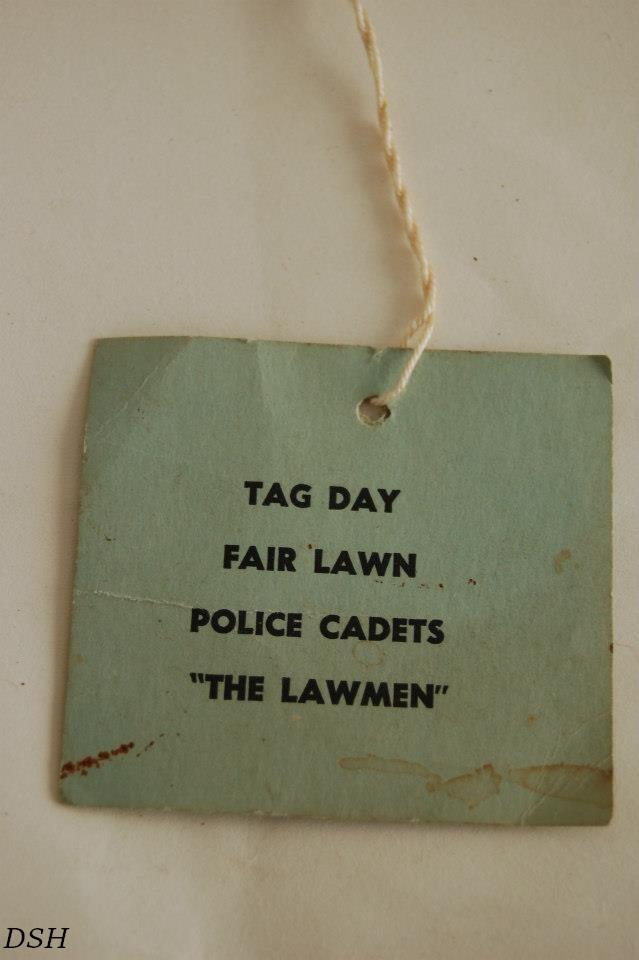 TAG DAY
FAIR LAWN
POLICE CADETS
"THE LAWMEN"
DSH